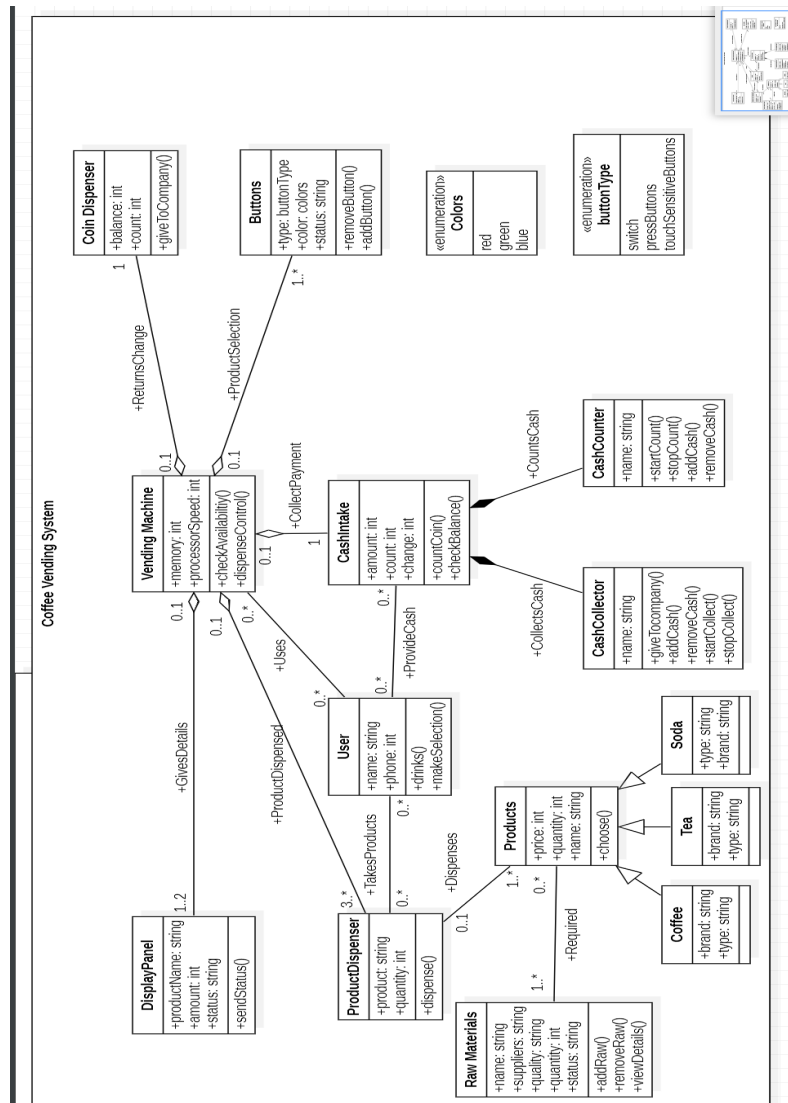 Coffee Vending System
DisplayPanel
+productName: string
+amount: int
+status: string
+sendStatus()
1..2
+GivesDetails
0..1
Vending Machine
+memory: int
+processorSpeed: int
+checkAvailabiltiy()
+dispenseControl()
0..1
+ReturnsChange
1
Coin Dispenser
+balance: int
+count: int
+giveToCompany()
0..1
+ProductSelection
1..*
Buttons
+type: buttonType
+color: colors
+status: string
+removeButton()
+addButton()
0..1
+ProductDispensed
3..*
0..*
+Uses
0..*
0..1
+CollectPayment
1
ProductDispenser
+product: string
+quantity: int
+dispense()
0..*
+TakesProducts
0..*
User
+name: string
+phone: int
+drinks()
+makeSelection()
0..*
+ProvideCash
0..*
CashIntake
+amount: int
+count: int
+change: int
+countCoin()
+checkBalance()
«enumeration»
Colors
red
green
blue
0..1
+Dispenses
1..*
Raw Materials
+name: string
+suppliers: string
+quality: string
+quantity: int
+status: string
+addRaw()
+removeRaw()
+viewDetails()
1..*
+Required
0..*
Products
+price: int
+quantity: int
+name: string
+choose()
+CollectsCash
+CountsCash
CashCollector
+name: string
+giveTocompany()
+addCash()
+removeCash()
+startCollect()
+stopCollect()
CashCounter
+name: string
+startCount()
+stopCount()
+addCash()
+removeCash()
«enumeration»
buttonType
switch
pressButtons
touchSensitiveButtons
Coffee
+brand: string
+type: string
Tea
+brand: string
+type: string
Soda
+type: string
+brand: string